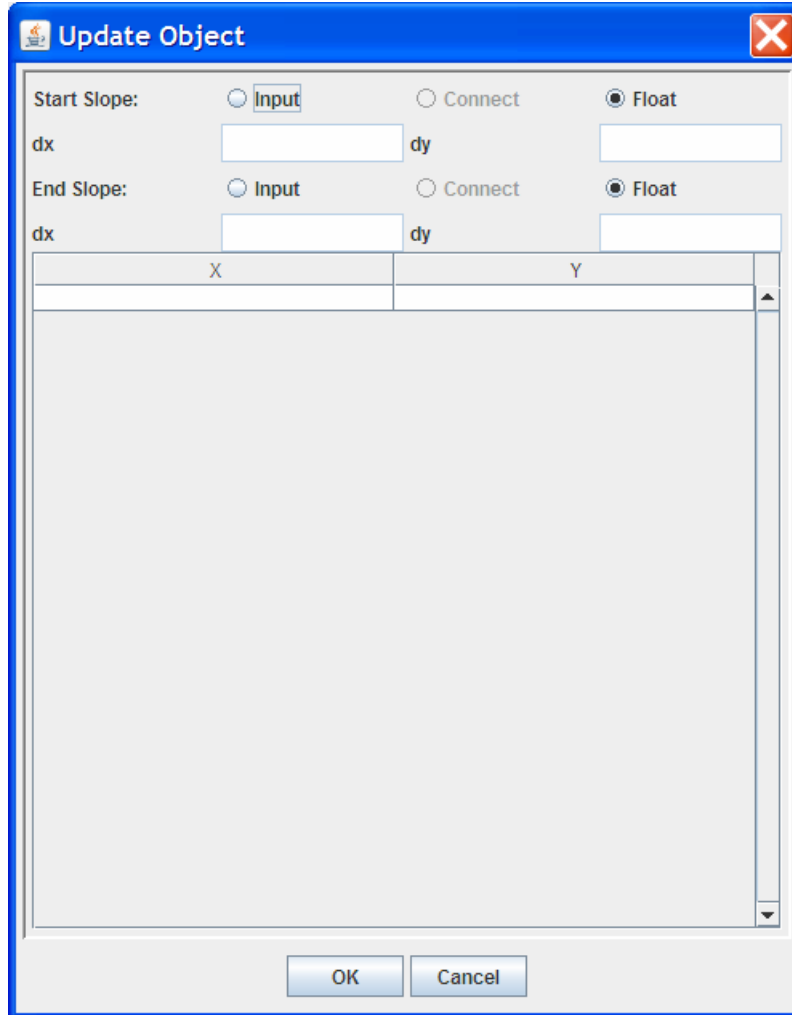 Update Object
Start Slope: Input Connect Float
dx dy
End Slope: Input Connect Float
dx dy
X Y
OK Cancel